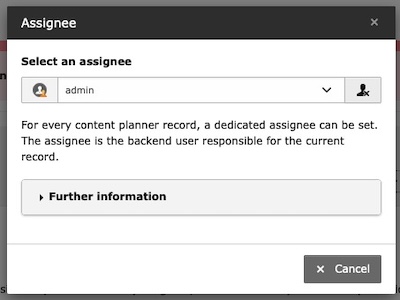 Assignee
Select an assignee
admin
For every content planner record, a dedicated assignee can be set.
The assignee is the backend user responsible for the current
record.
Further information
Cancel